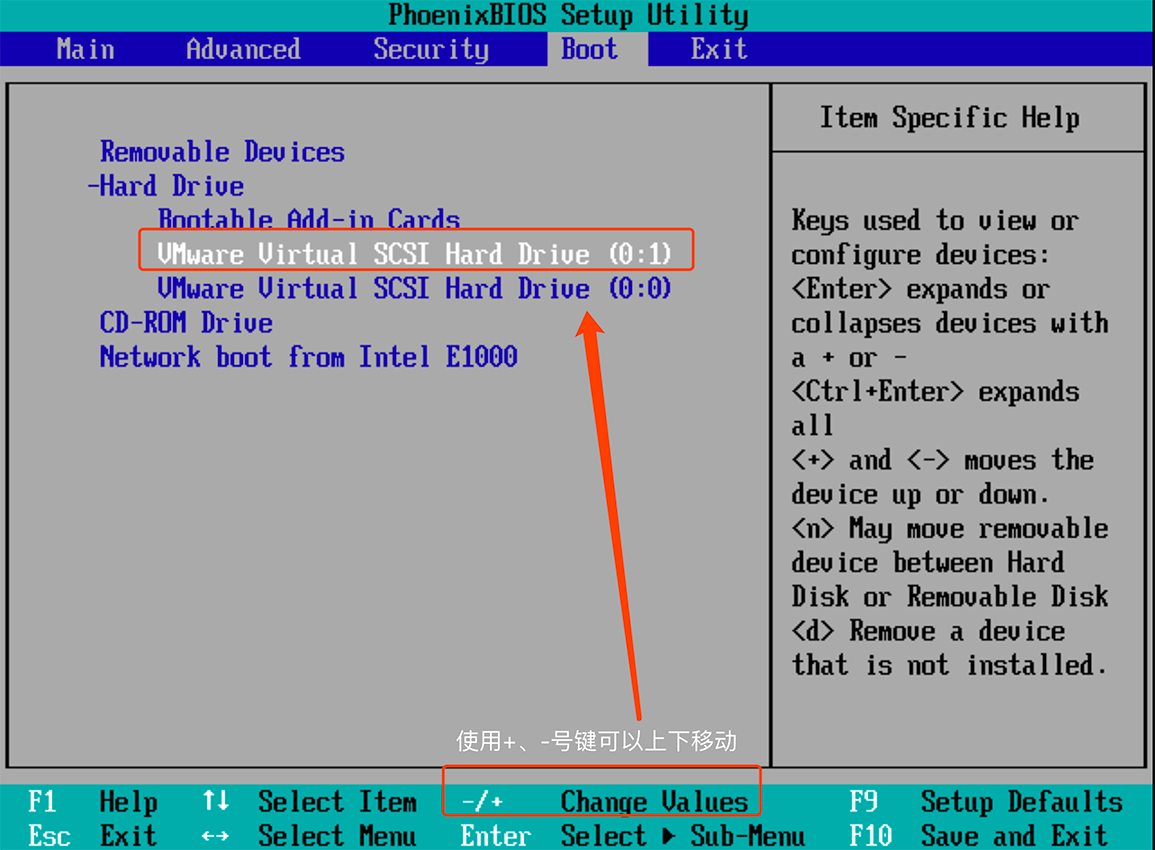 PhoenixBIOS Setup Utility
Main Advanced Security Boot Exit
Removable Devices
-Hard Drive
Bootable Add-in Cards
VMware Virtual SCSI Hard Drive (0:1)
VMware Virtual SCSI Hard Drive (0:0)
CD-ROM Drive
Network boot from Intel E1000
使用+、-号键可以上下移动
Item Specific Help
Keys used to view or
configure devices:
<Enter> expands or
collapses devices with
a + or -
<Ctrl+Enter> expands
all
<+> and <-> moves the
device up or down.
<n> May move removable
device between Hard
Disk or Removable Disk
<d> Remove a device
that is not installed.
F1 Help ↑↓ Select Item -/+ Change Values F9 Setup Defaults
Esc Exit ↔ Select Menu Enter Select ▶ Sub-Menu F10 Save and Exit